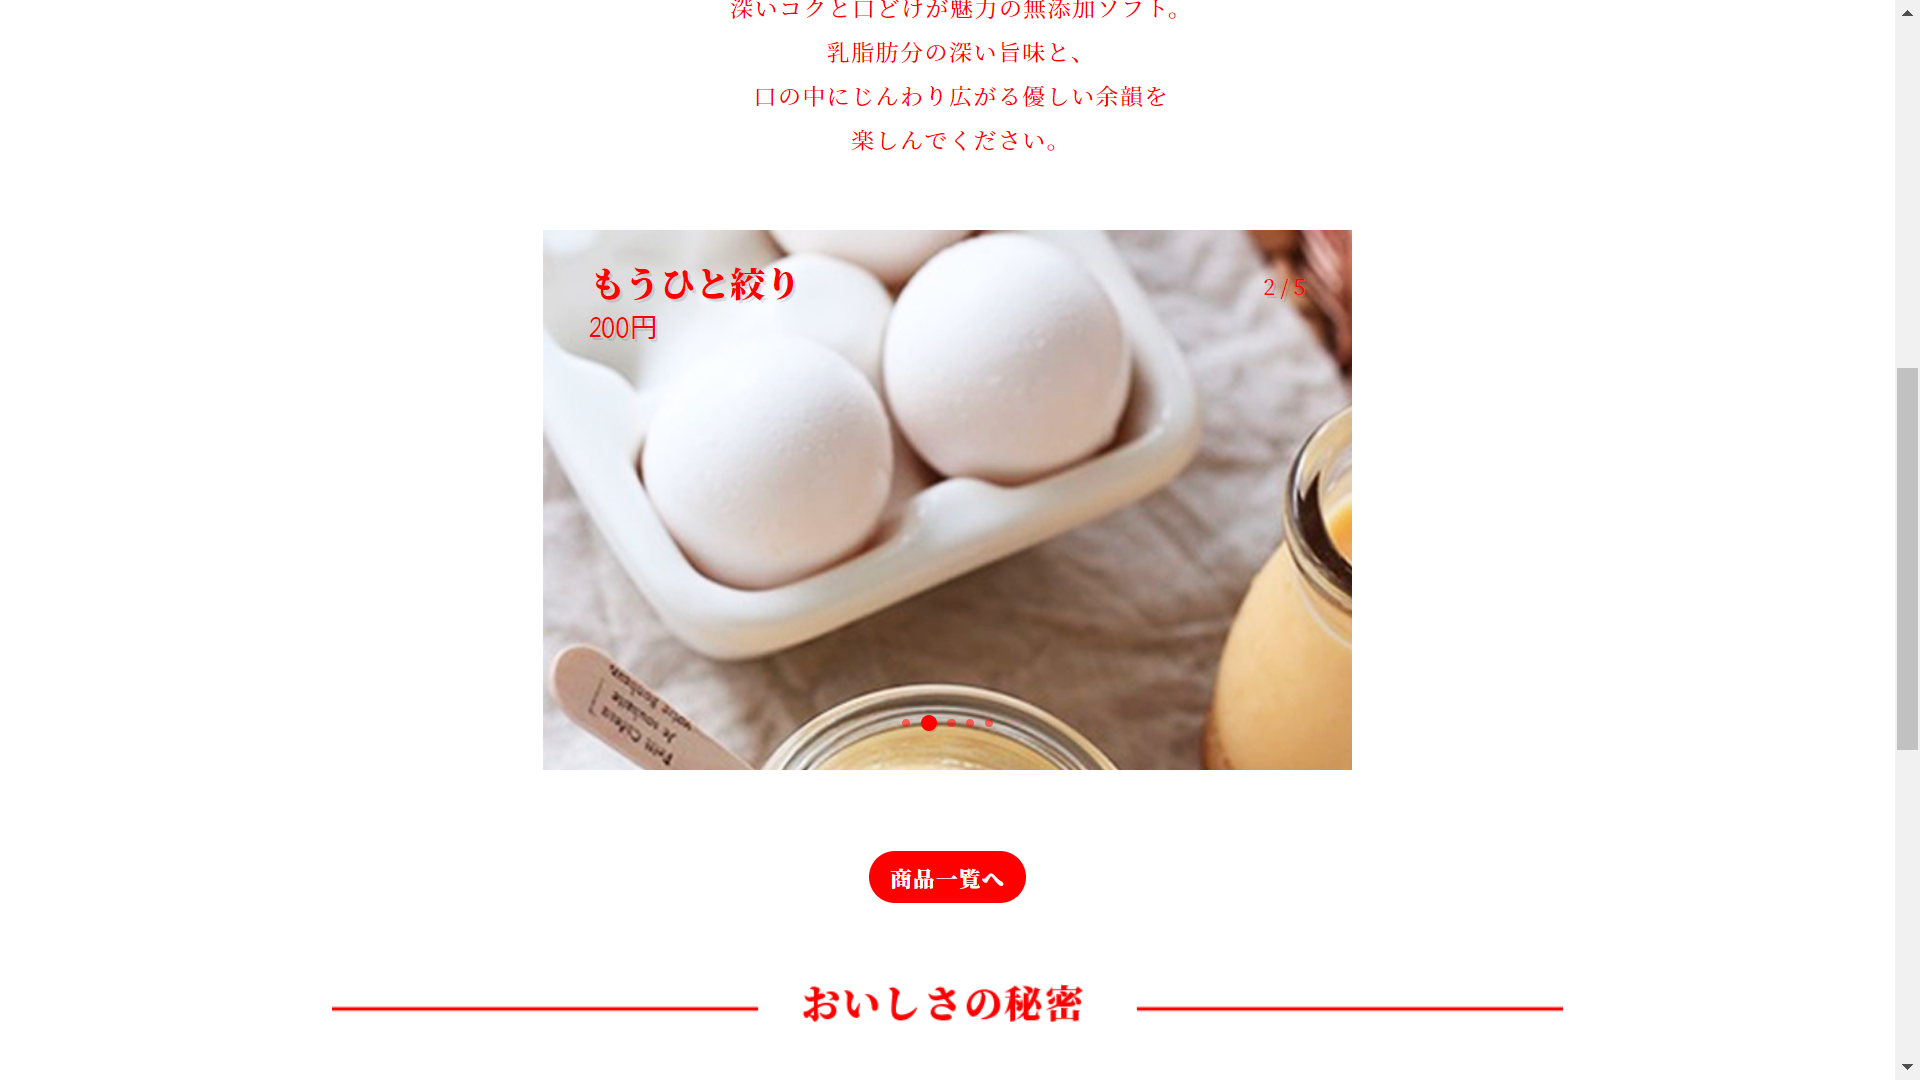 深いコクと口どけが魅力の無添加ソフト。
乳脂肪分の深い旨味と、
口の中にじんわり広がる優しい余韻を
楽しんでください。
もうひと絞り
2 / 5
200円
商品一覧へ
おいしさの秘密